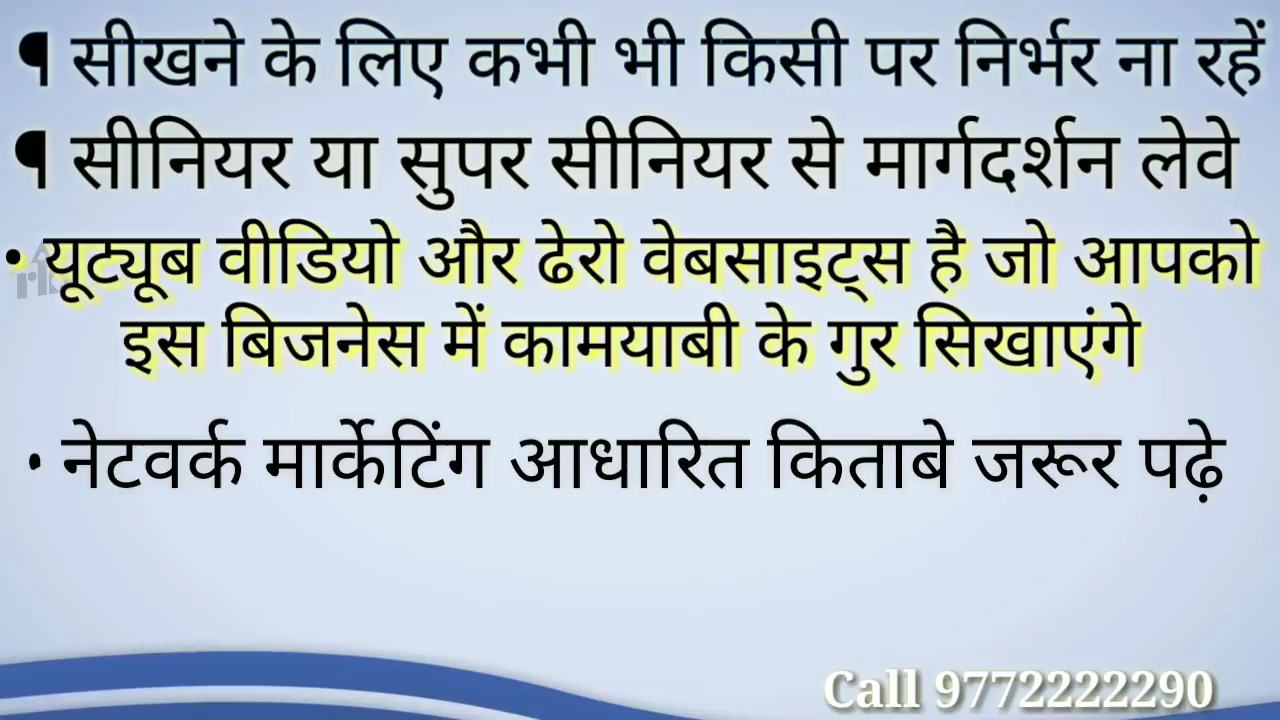 ¶ सीखने के लिए कभी भी किसी पर निर्भर ना रहें
¶ सीनियर या सुपर सीनियर से मार्गदर्शन लेवे
• यूट्यूब वीडियो और ढेरो वेबसाइट्स है जो आपको
इस बिजनेस में कामयाबी के गुर सिखाएंगे
• नेटवर्क मार्केटिंग आधारित किताबे जरूर पढ़े
Call 9772222290